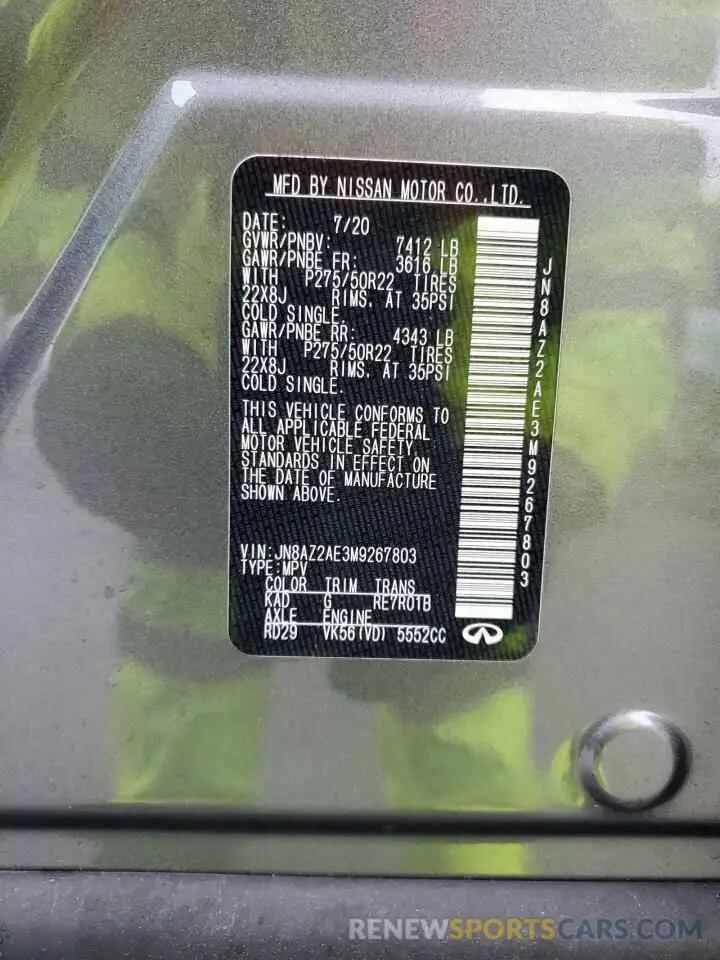 MFD BY NISSAN MOTOR CO.,LTD.
DATE: 7/20
GVWR/PNBV: 7412 LB
GAWR/PNBE FR: 3616 LB
WITH P275/50R22 TIRES
22X8J RIMS. AT 35PSI
COLD SINGLE.
GAWR/PNBE RR: 4343 LB
WITH P275/50R22 TIRES
22X8J RIMS. AT 35PSI
COLD SINGLE.
THIS VEHICLE CONFORMS TO
ALL APPLICABLE FEDERAL
MOTOR VEHICLE SAFETY
STANDARDS IN EFFECT ON
THE DATE OF MANUFACTURE
SHOWN ABOVE.
VIN:JN8AZ2AE3M9267803
TYPE:MPV
COLOR TRIM TRANS
KAD G RE7R01B
AXLE ENGINE
RD29 VK56(VD) 5552CC
JN8AZ2AE3M9267803
RENEWSPORTSCARS.COM